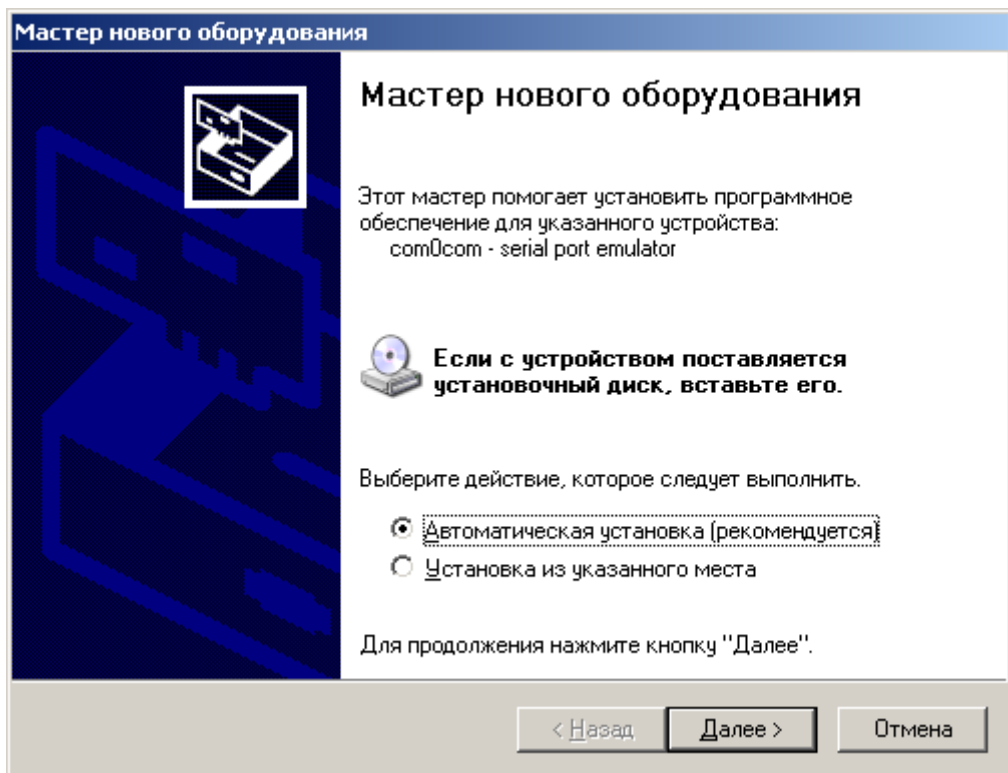 Мастер нового оборудования
Мастер нового оборудования
Этот мастер помогает установить программное
обеспечение для указанного устройства:
com0com - serial port emulator
Если с устройством поставляется
установочный диск, вставьте его.
Выберите действие, которое следует выполнить.
Автоматическая установка (рекомендуется)
Установка из указанного места
Для продолжения нажмите кнопку "Далее".
< Назад
Далее >
Отмена